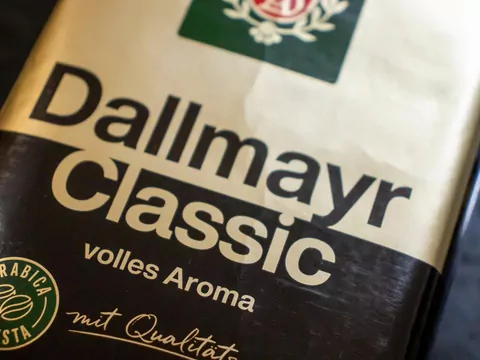 Dallmayr
Classic
volles Aroma
mit Qualitäts